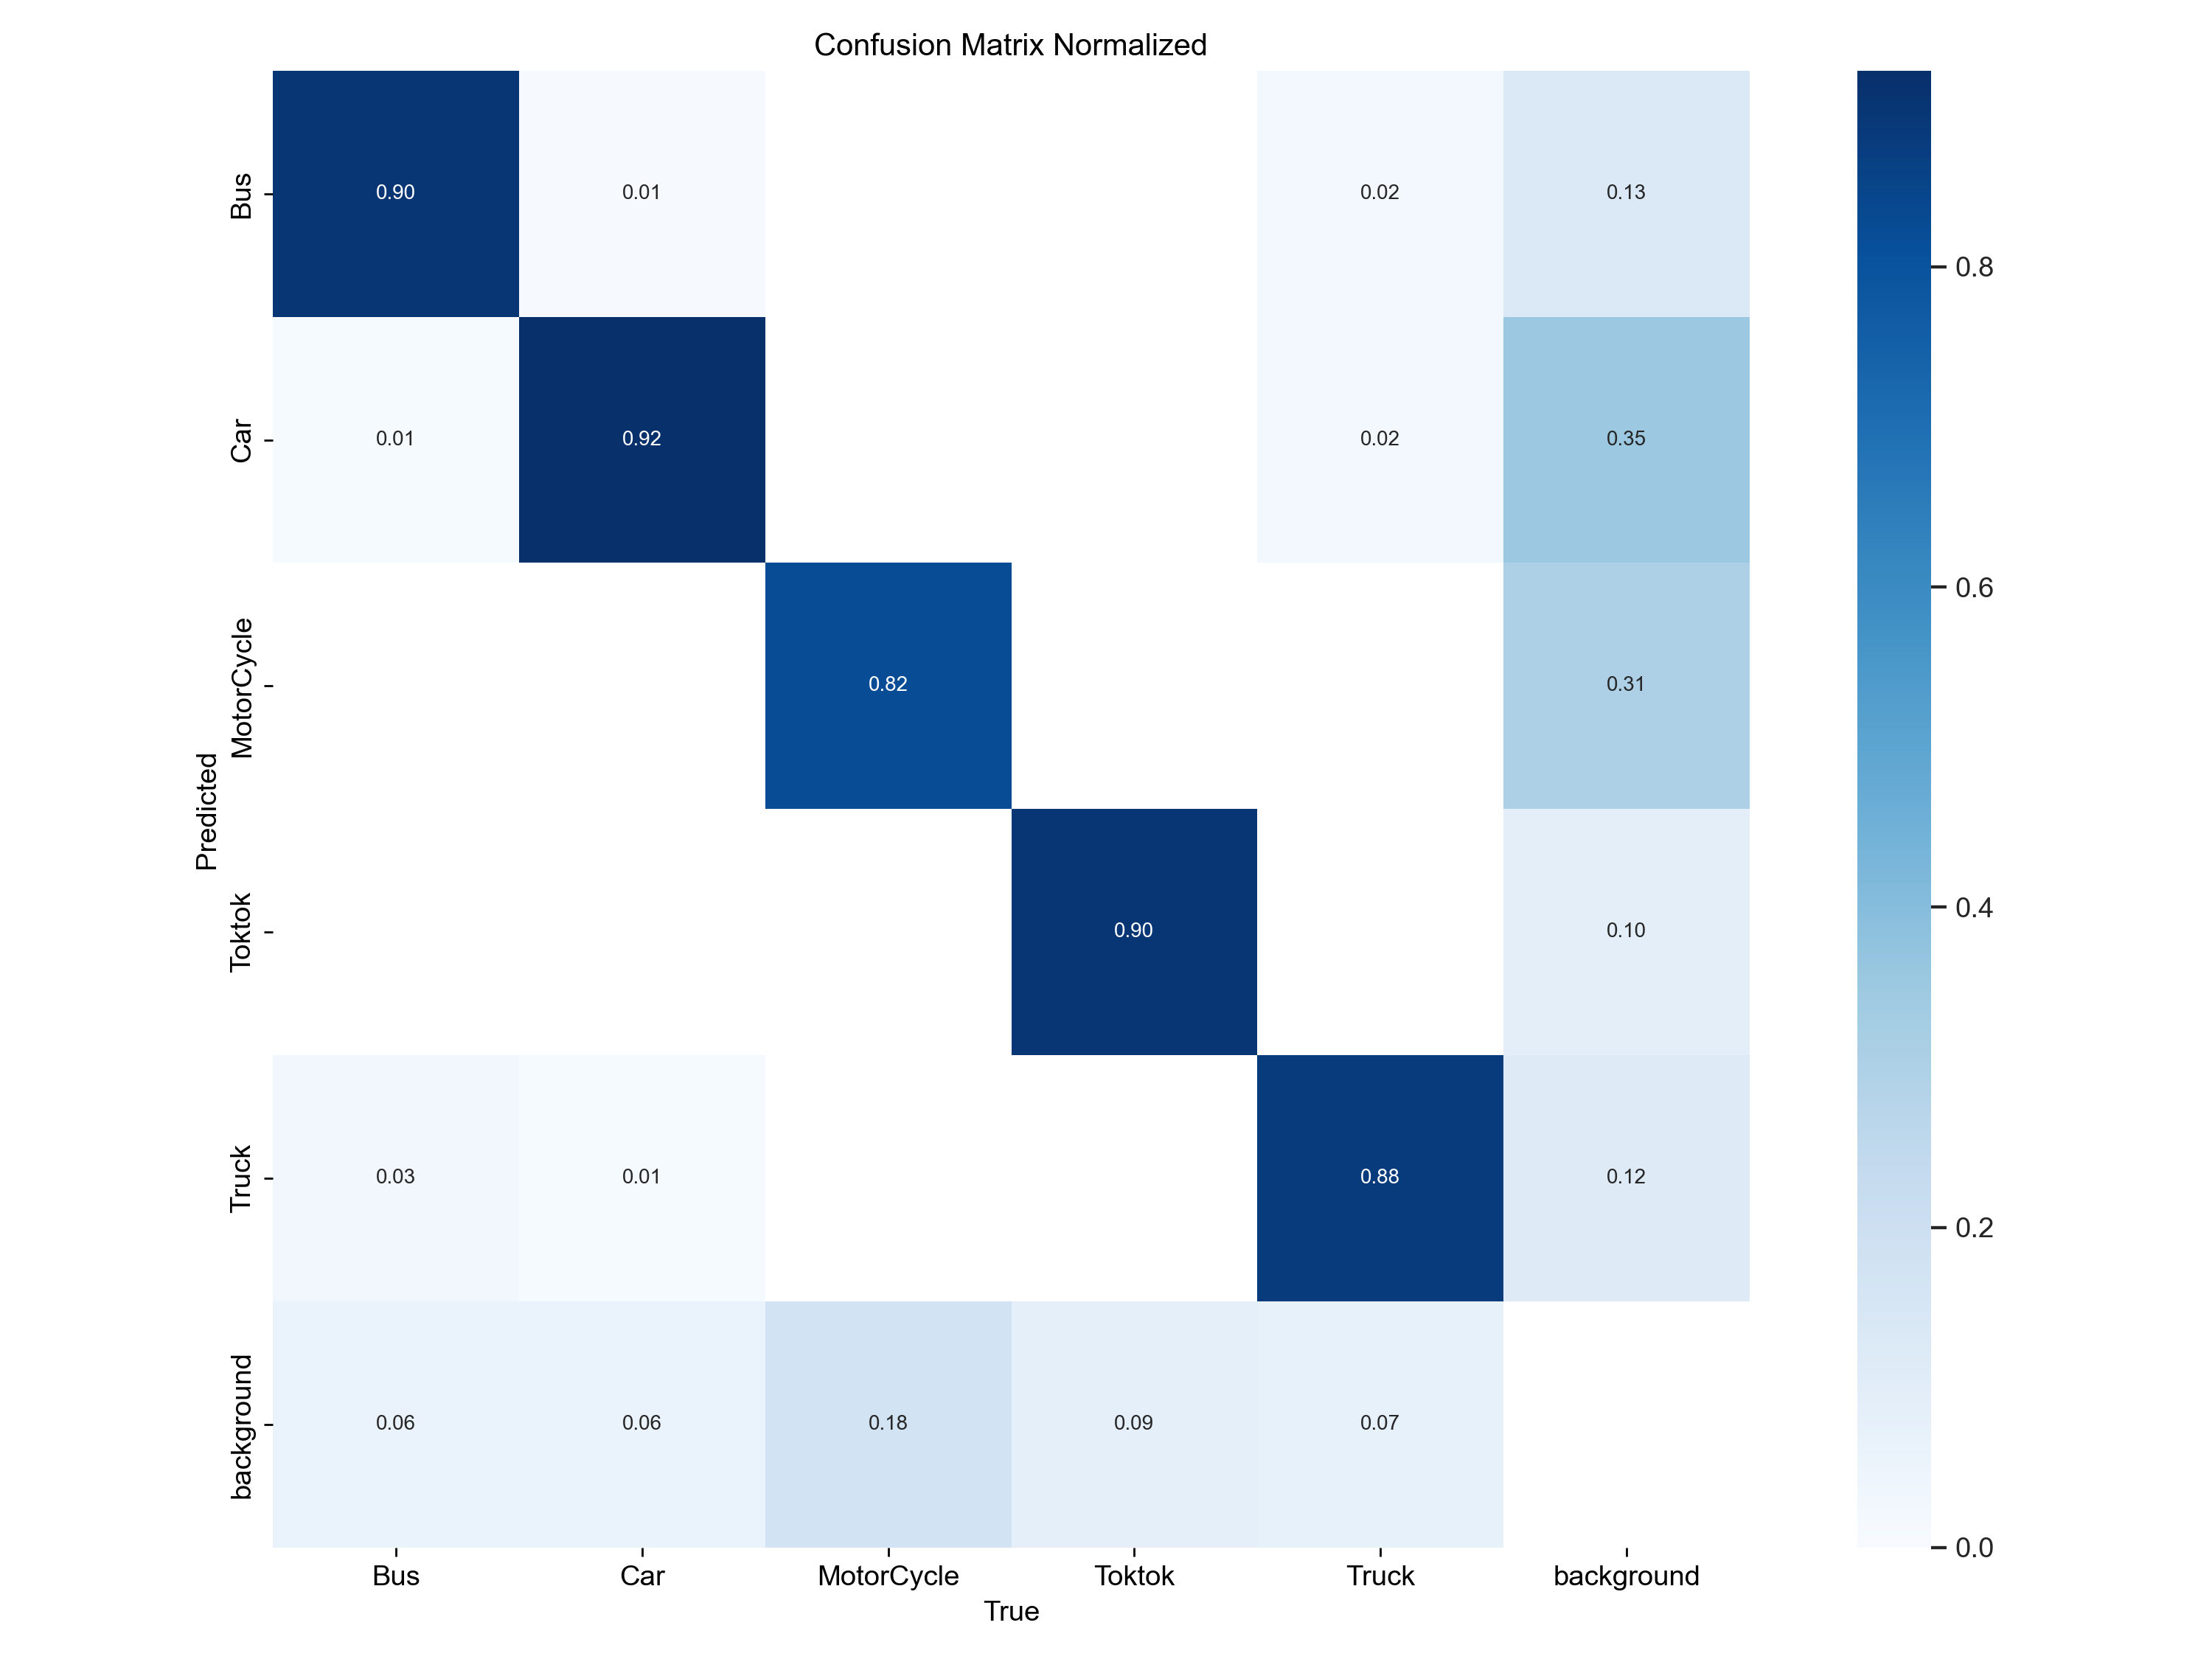 Confusion Matrix Normalized
Predicted
Bus
0.90
0.01
0.02
0.13
Car
0.01
0.92
0.02
0.35
MotorCycle
0.82
0.31
Toktok
0.90
0.10
Truck
0.03
0.01
0.88
0.12
background
0.06
0.06
0.18
0.09
0.07
Bus
Car
MotorCycle
Toktok
Truck
background
True
0.8
0.6
0.4
0.2
0.0